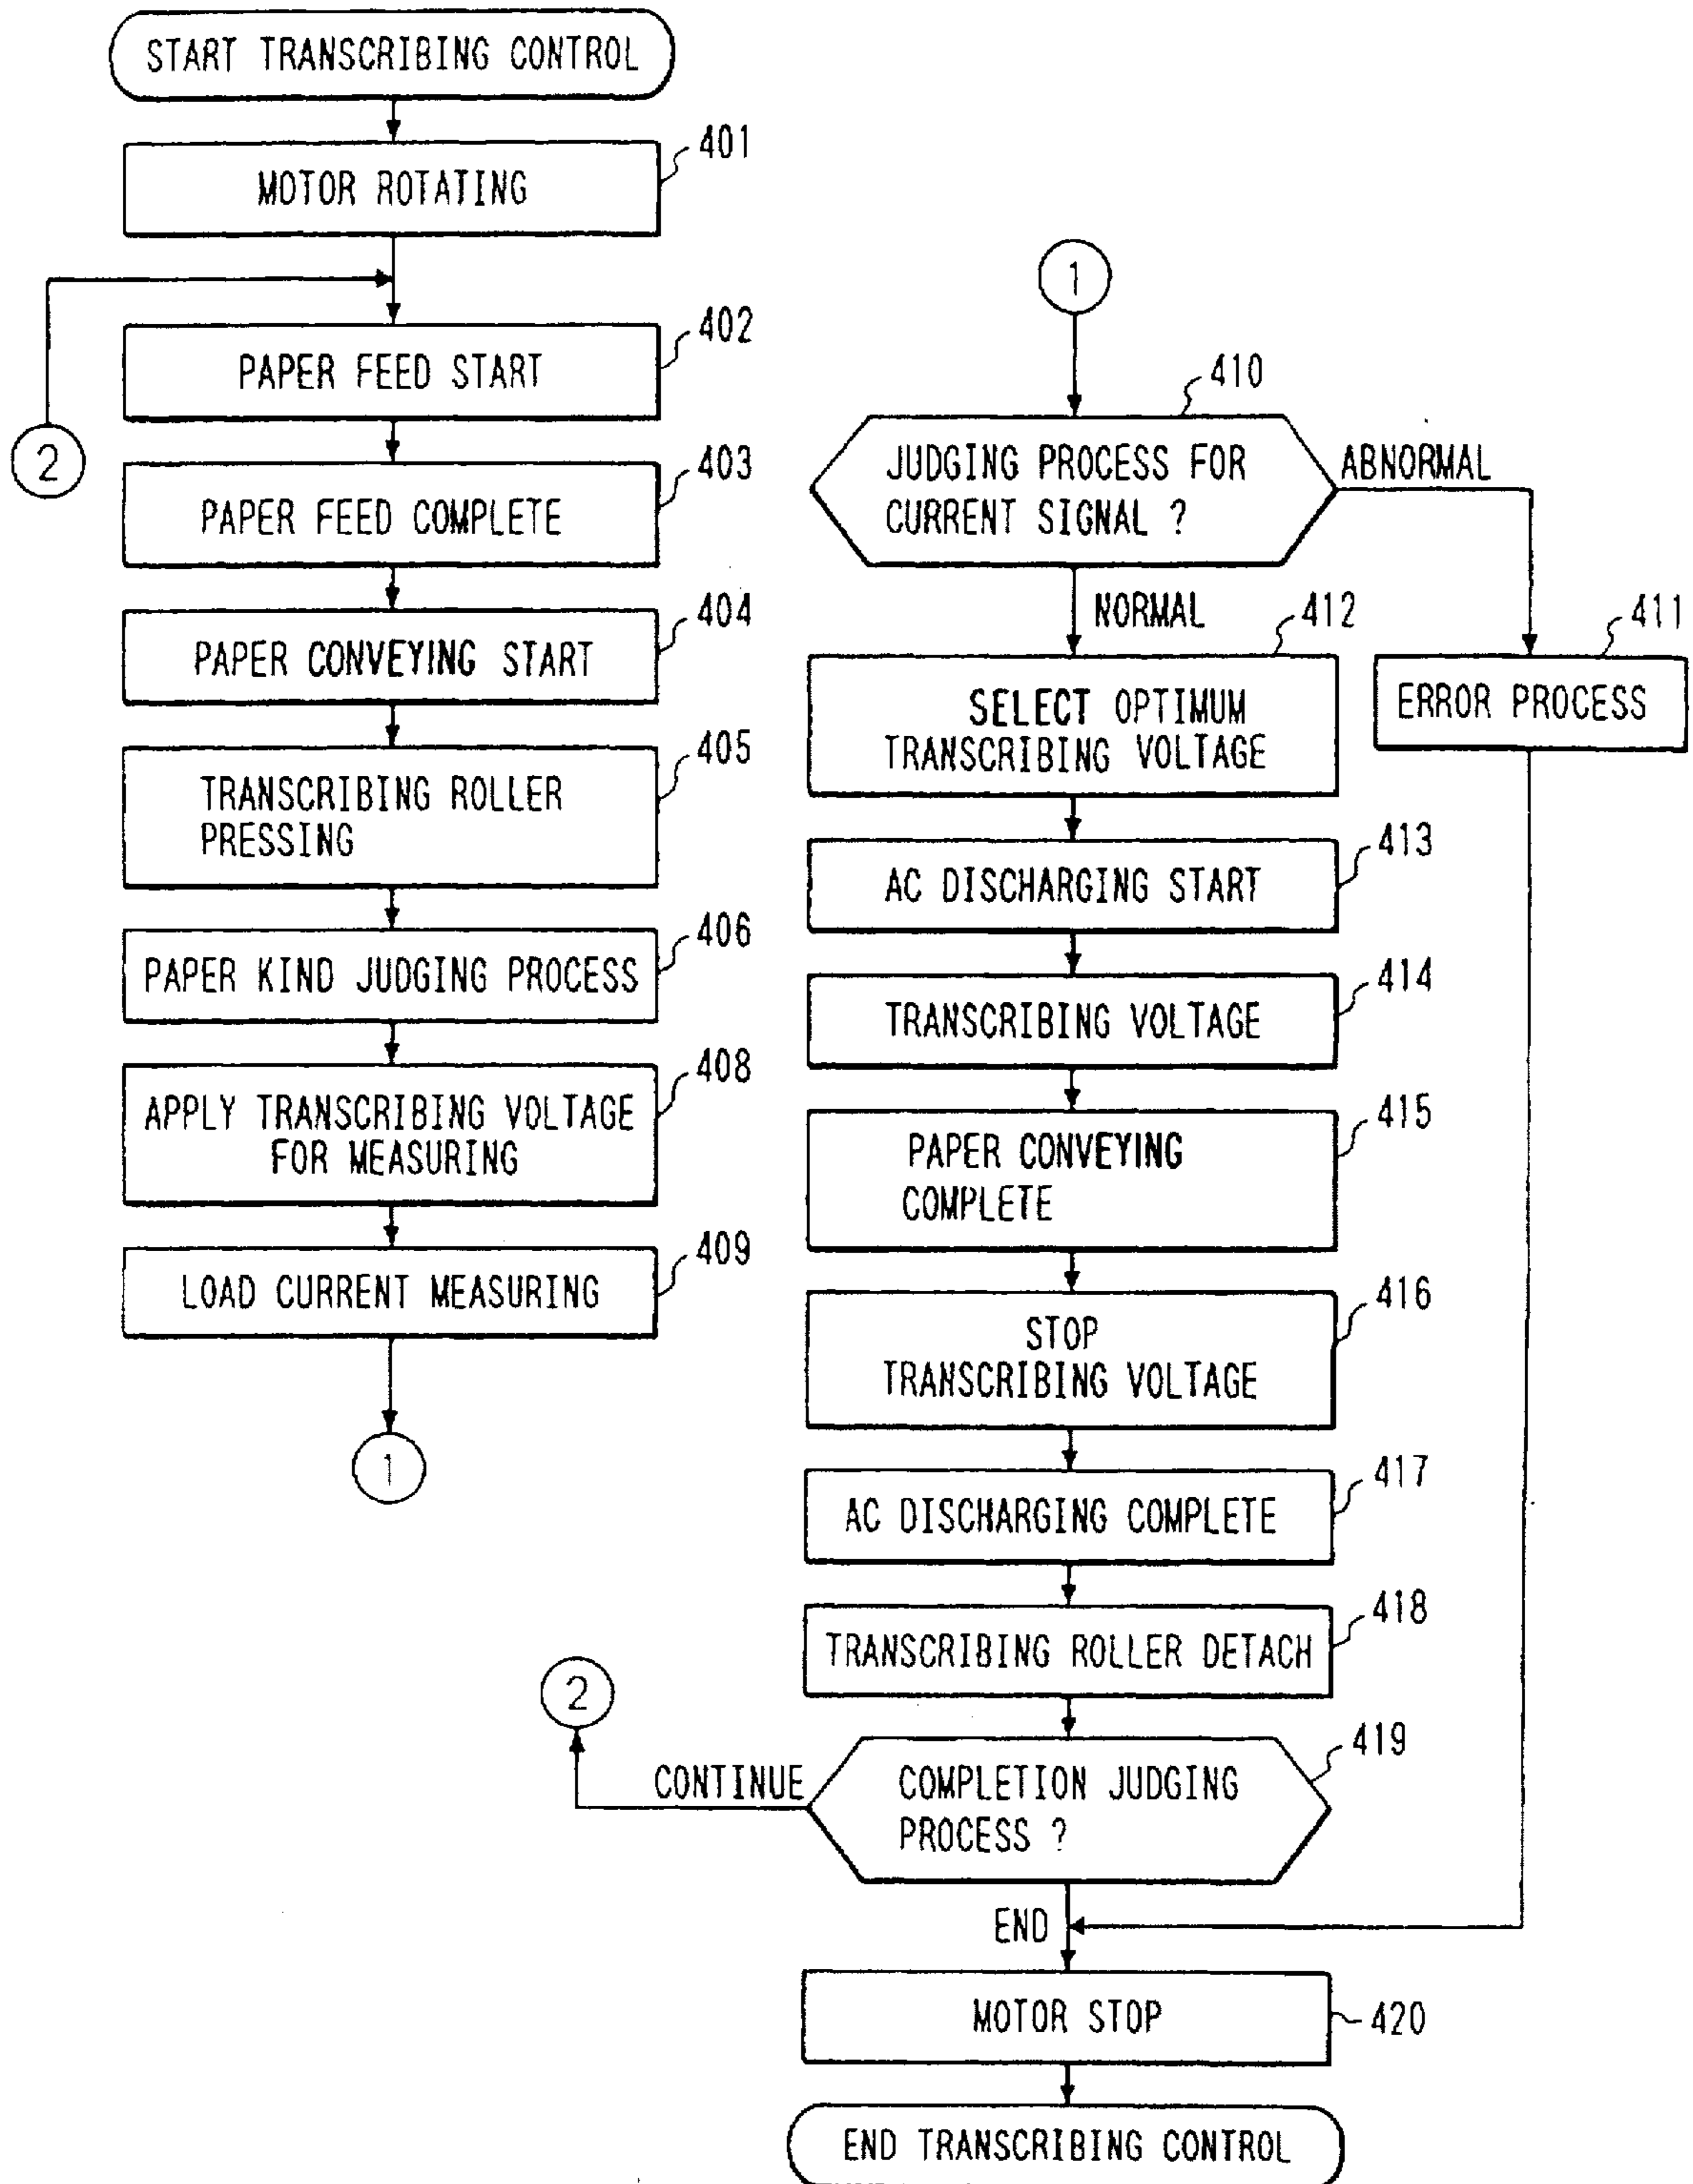 START TRANSCRIBING CONTROL
401
MOTOR ROTATING
402
PAPER FEED START
2
403
PAPER FEED COMPLETE
404
PAPER CONVEYING START
405
TRANSCRIBING ROLLER
PRESSING
406
PAPER KIND JUDGING PROCESS
408
APPLY TRANSCRIBING VOLTAGE
FOR MEASURING
409
LOAD CURRENT MEASURING
1
1
410
JUDGING PROCESS FOR
CURRENT SIGNAL ?
ABNORMAL
NORMAL
411
ERROR PROCESS
412
SELECT OPTIMUM
TRANSCRIBING VOLTAGE
413
AC DISCHARGING START
414
TRANSCRIBING VOLTAGE
415
PAPER CONVEYING
COMPLETE
416
STOP
TRANSCRIBING VOLTAGE
417
AC DISCHARGING COMPLETE
418
TRANSCRIBING ROLLER DETACH
419
COMPLETION JUDGING
PROCESS ?
CONTINUE
2
END
MOTOR STOP
420
END TRANSCRIBING CONTROL